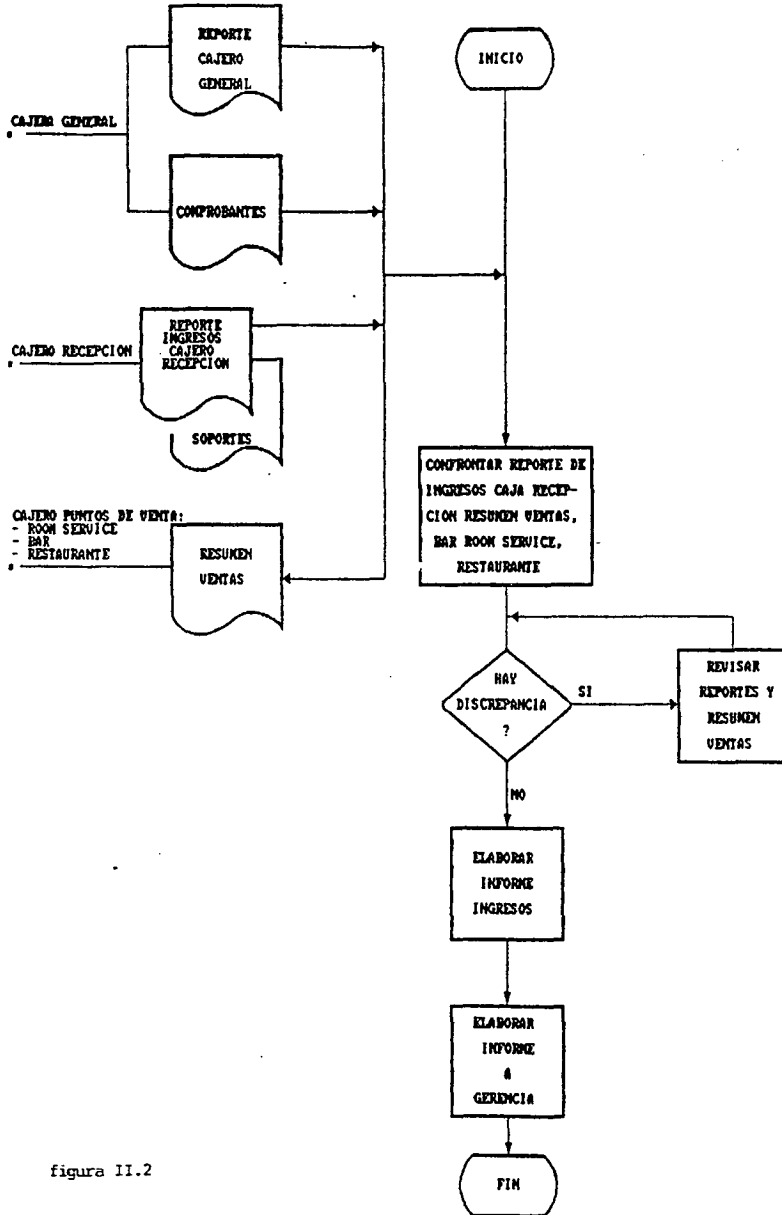 REPORTE
CAJERO
GENERAL
INICIO
CAJERA GENERAL
COMPROBANTES
REPORTE
INGRESOS
CAJERO
RECEPCION
CAJERO RECEPCION
SOPORTES
CONFRONTAR REPORTE DE
INGRESOS CAJA RECEP-
CION RESUMEN VENTAS,
BAR ROOM SERVICE,
RESTAURANTE
CAJERO PUNTOS DE VENTA:
- ROOM SERVICE
- BAR
- RESTAURANTE
RESUMEN
VENTAS
HAY
DISCREPANCIA
?
SI
REVISAR
REPORTES Y
RESUMEN
VENTAS
NO
ELABORAR
INFORME
INGRESOS
ELABORAR
INFORME
A
GERENCIA
FIN
figura II.2